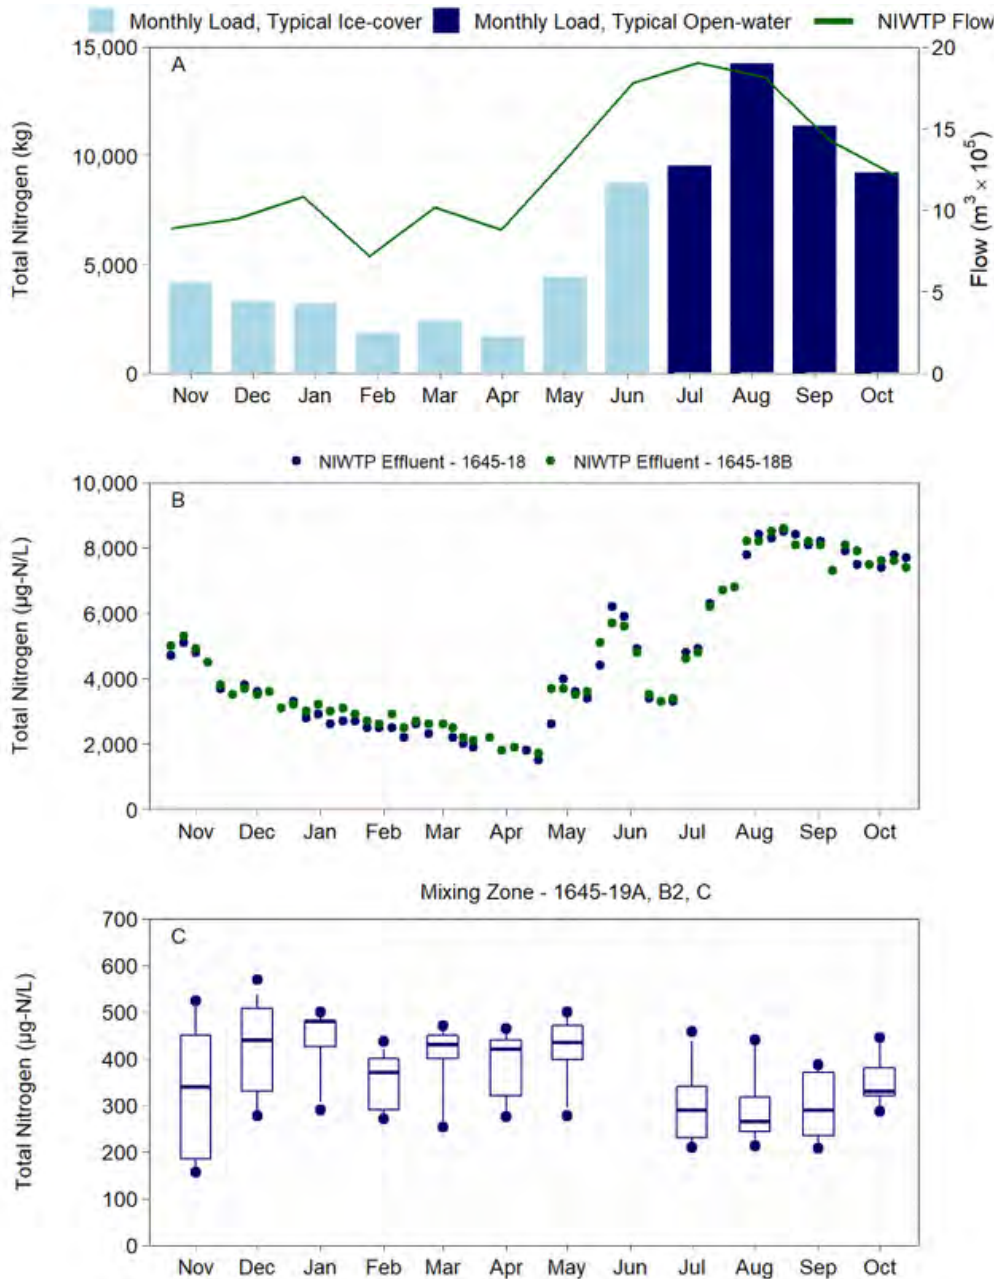 Monthly Load, Typical Ice-cover Monthly Load, Typical Open-water NIWTP Flow
A
15,000
10,000
5,000
0
Total Nitrogen (kg)
20
15
10
5
0
Flow (m³ × 10⁵)
Nov Dec Jan Feb Mar Apr May Jun Jul Aug Sep Oct
NIWTP Effluent - 1645-18 NIWTP Effluent - 1645-18B
B
10,000
8,000
6,000
4,000
2,000
0
Total Nitrogen (µg-N/L)
Nov Dec Jan Feb Mar Apr May Jun Jul Aug Sep Oct
Mixing Zone - 1645-19A, B2, C
C
700
600
500
400
300
200
100
0
Total Nitrogen (µg-N/L)
Nov Dec Jan Feb Mar Apr May Jun Jul Aug Sep Oct